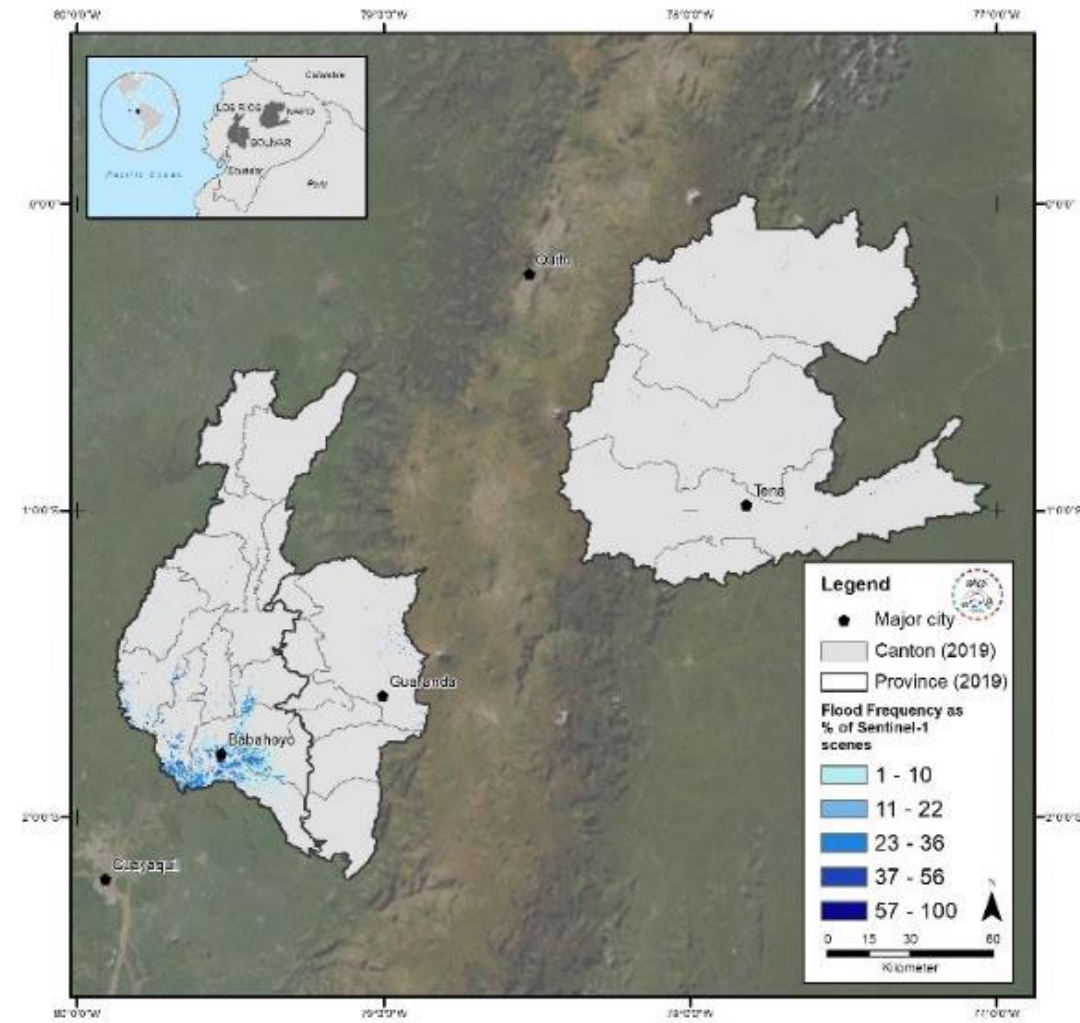 80°0'0"W 79°0'0"W 78°0'0"W 77°0'0"W
Colombia
LOS RIOS
NAPO
BOLIVAR
Pacific Ocean
Ecuador
Peru
0°0'0"
0°0'0"
Quito
Tena
1°0'0"S
1°0'0"S
Guaranda
Babahoyo
2°0'0"S
2°0'0"S
Guayaquil
Legend
Major city
Canton (2019)
Province (2019)
Flood Frequency as
% of Sentinel-1
scenes
1 - 10
11 - 22
23 - 36
37 - 56
57 - 100
N
0 15 30 60
Kilometer
80°0'0"W 79°0'0"W 78°0'0"W 77°0'0"W